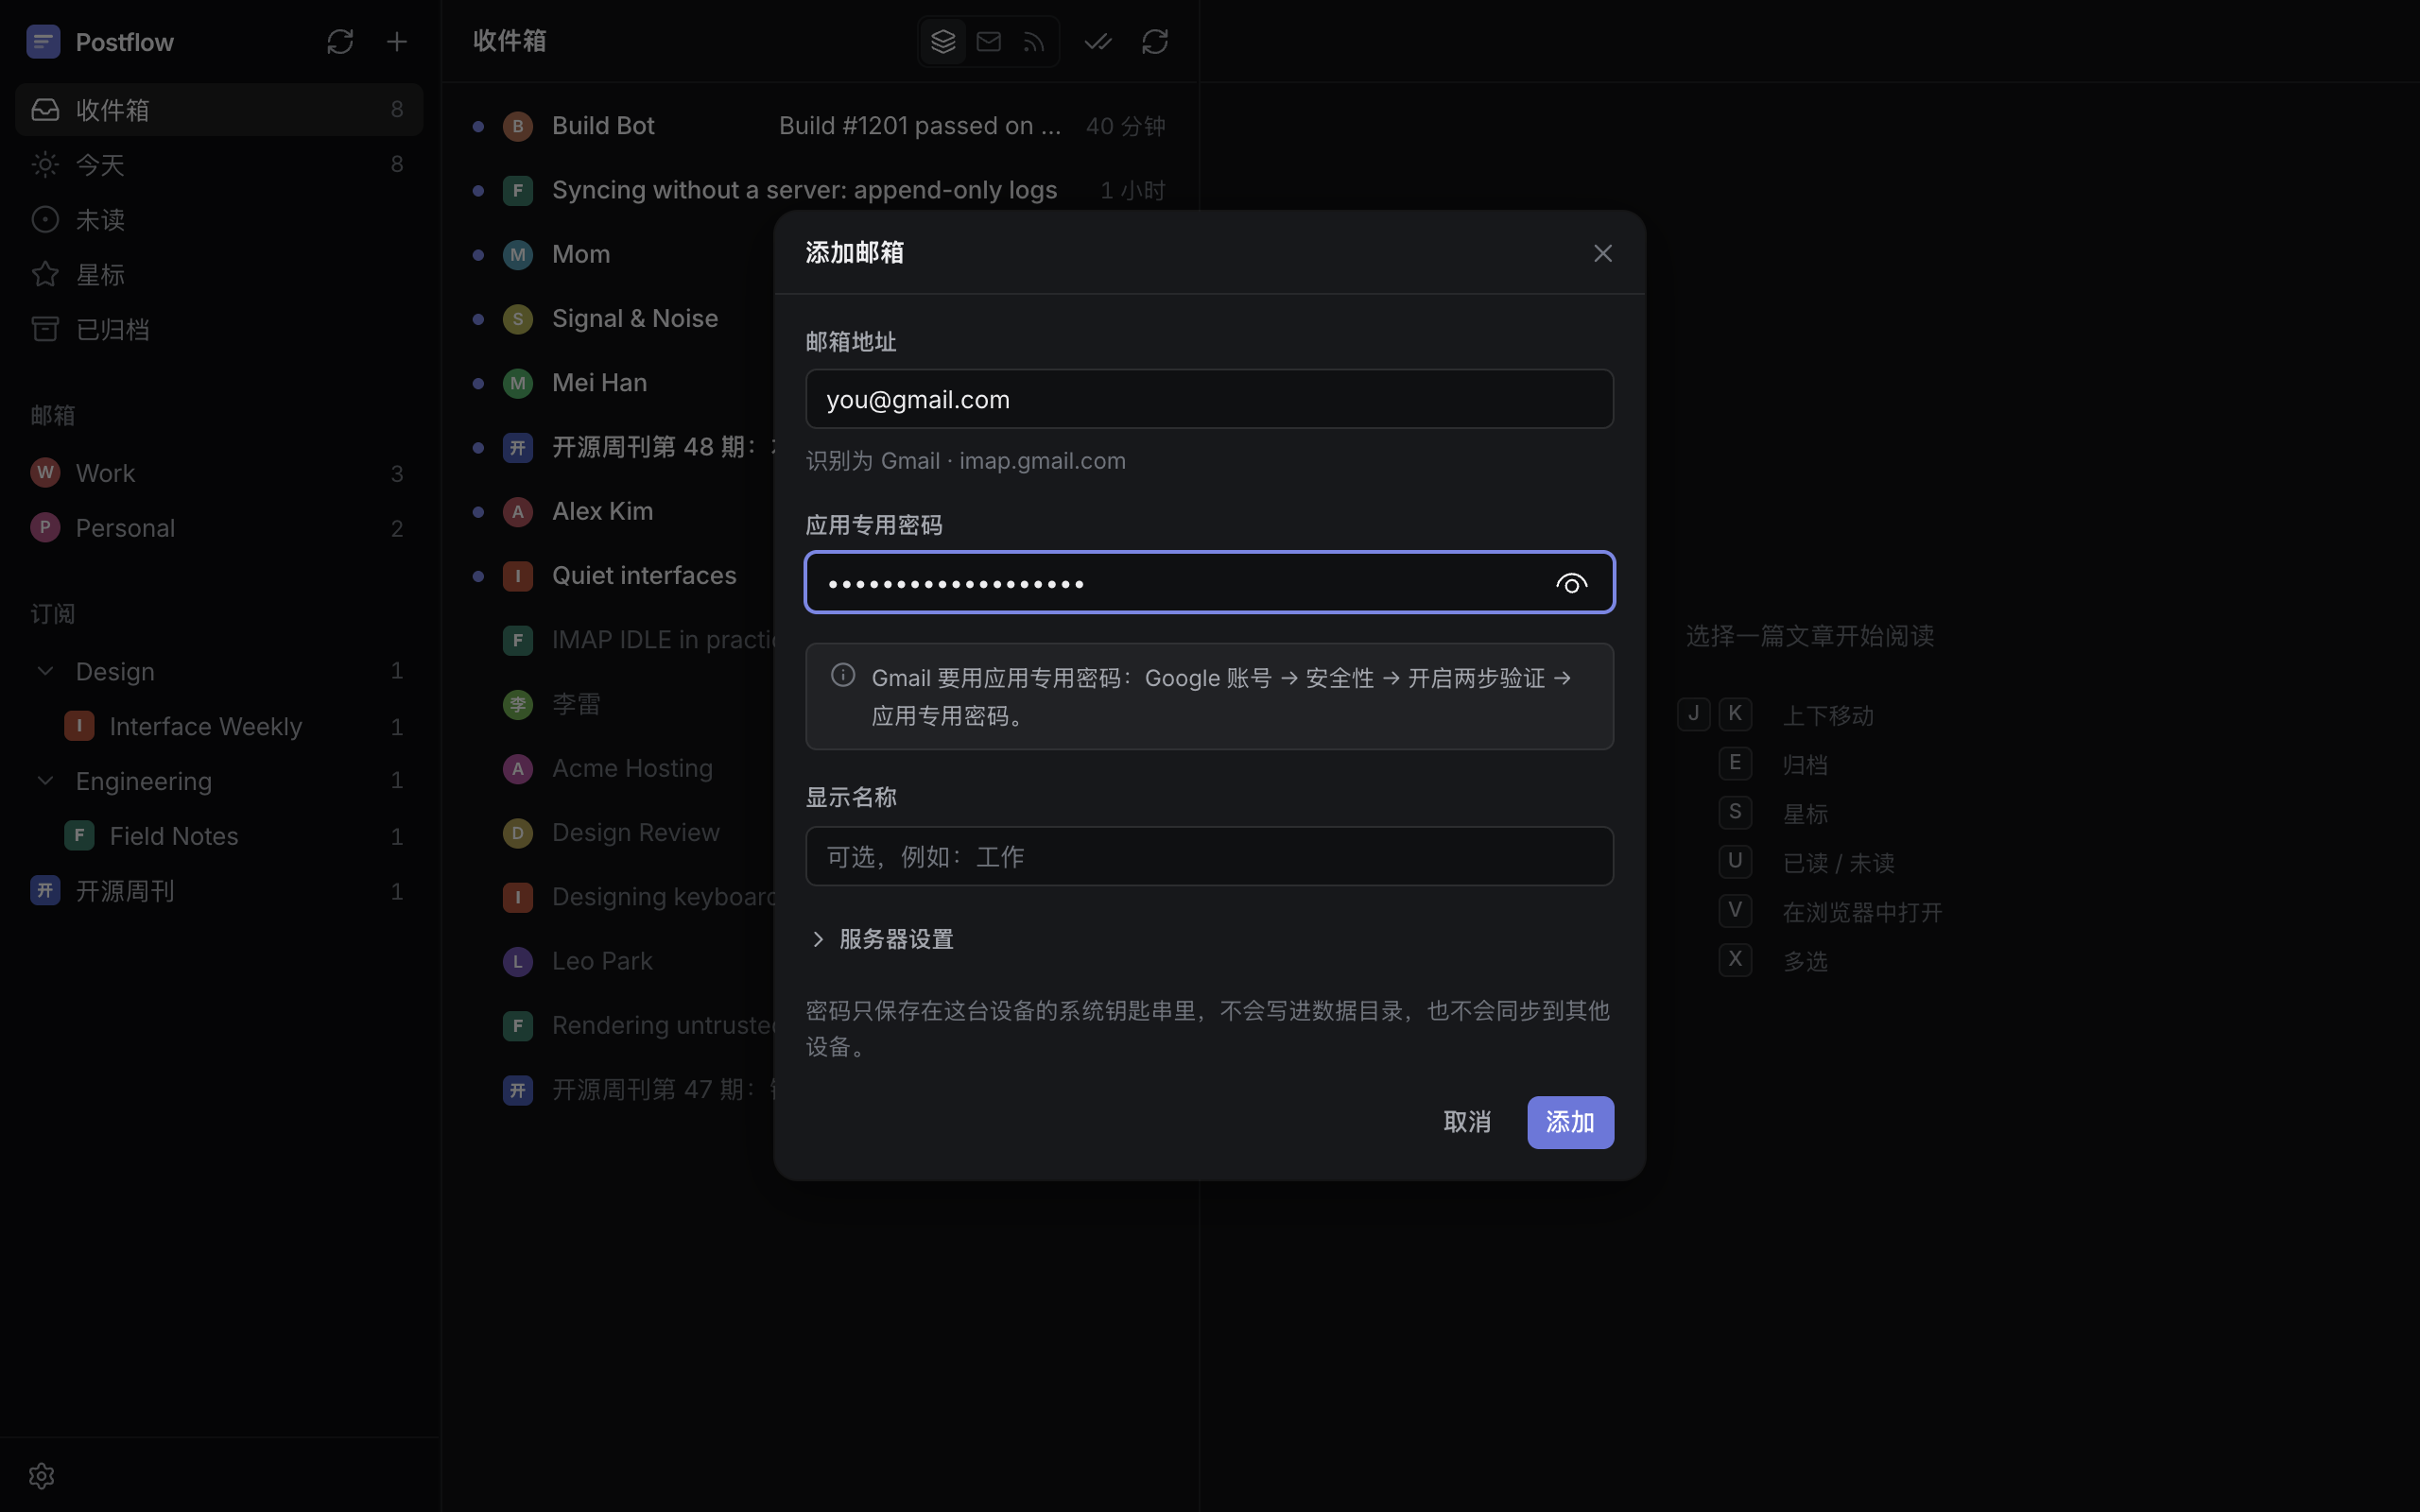 Postflow
收件箱 8
今天 8
未读
星标
已归档
邮箱
W Work 3
P Personal 2
订阅
Design 1
I Interface Weekly 1
Engineering 1
F Field Notes 1
开 开源周刊 1
收件箱
B Build Bot Build #1201 passed on ... 40 分钟
F Syncing without a server: append-only logs 1 小时
M Mom
S Signal & Noise
M Mei Han
开 开源周刊第 48 期：
A Alex Kim
I Quiet interfaces
F IMAP IDLE in practic
李 李雷
A Acme Hosting
D Design Review
I Designing keyboard
L Leo Park
F Rendering untrusted
开 开源周刊第 47 期：
添加邮箱
邮箱地址
you@gmail.com
识别为 Gmail · imap.gmail.com
应用专用密码
•••••••••••••••••••
Gmail 要用应用专用密码：Google 账号 → 安全性 → 开启两步验证 →
应用专用密码。
显示名称
可选，例如：工作
服务器设置
密码只保存在这台设备的系统钥匙串里，不会写进数据目录，也不会同步到其他
设备。
取消 添加
选择一篇文章开始阅读
J K 上下移动
E 归档
S 星标
U 已读 / 未读
V 在浏览器中打开
X 多选